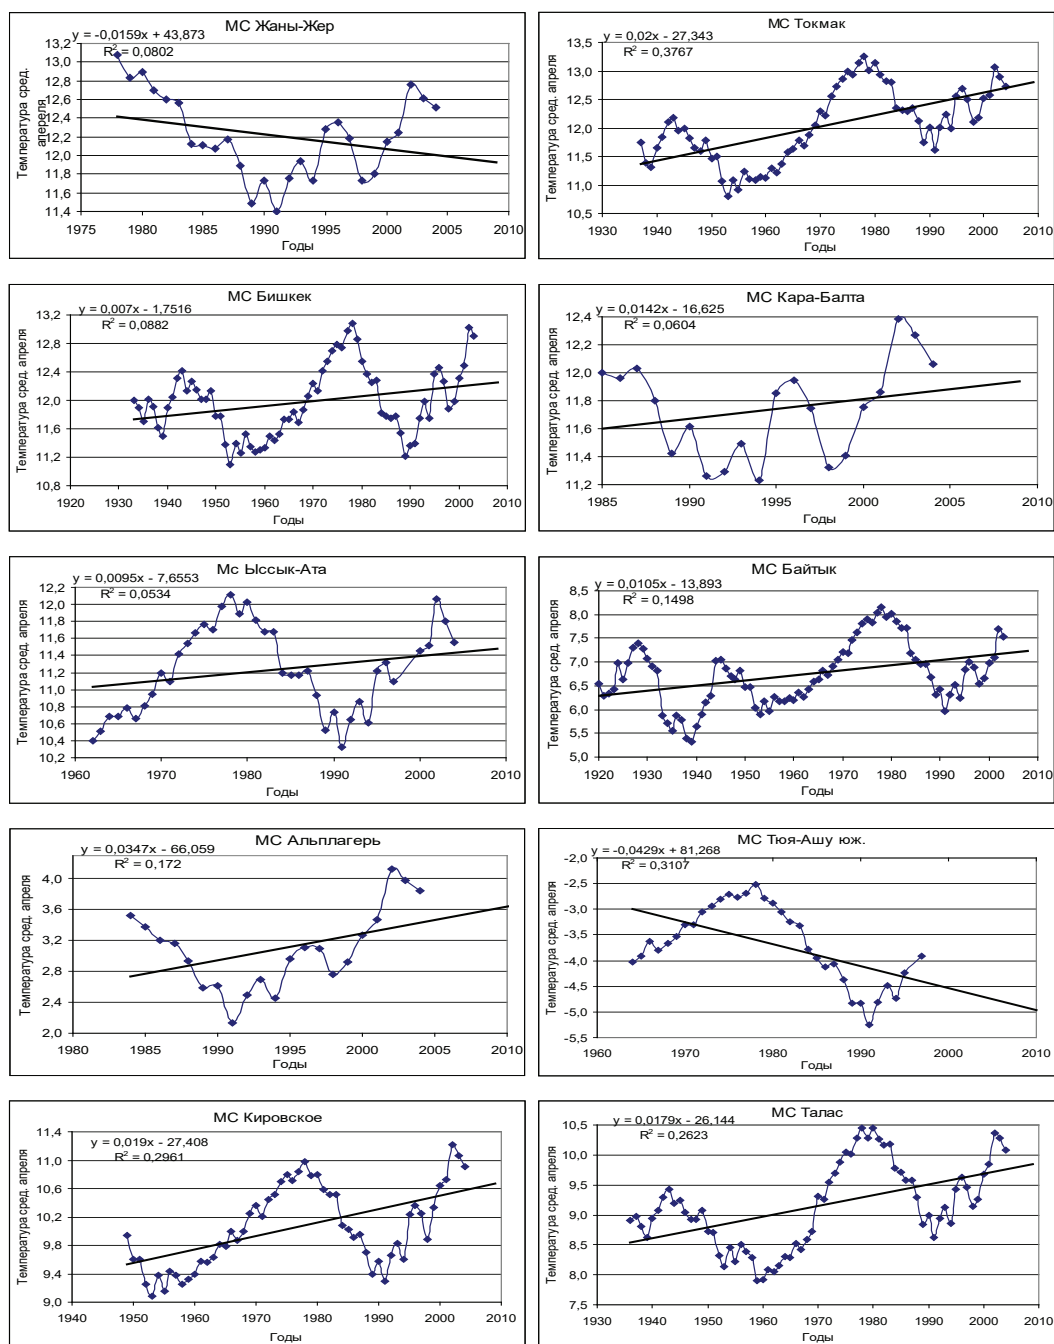 МС Жаны-Жер
y = -0,0159x + 43,873
R² = 0,0802
Температура сред. апереля
13,2
13,0
12,8
12,6
12,4
12,2
12,0
11,8
11,6
11,4
1975 1980 1985 1990 1995 2000 2005 2010
Годы
МС Токмак
y = 0,02x - 27,343
R² = 0,3767
Температура сред. апреля
13,5
13,0
12,5
12,0
11,5
11,0
10,5
1930 1940 1950 1960 1970 1980 1990 2000 2010
Годы
МС Бишкек
y = 0,007x - 1,7516
R² = 0,0882
Температура сред. апреля
13,2
12,8
12,4
12,0
11,6
11,2
10,8
1920 1930 1940 1950 1960 1970 1980 1990 2000 2010
Годы
МС Кара-Балта
y = 0,0142x - 16,625
R² = 0,0604
Температура сред. апреля
12,4
12,2
12,0
11,8
11,6
11,4
11,2
1985 1990 1995 2000 2005 2010
Годы
Мс Ыссык-Ата
y = 0,0095x - 7,6553
R² = 0,0534
Температура сред. апреля
12,2
12,0
11,8
11,6
11,4
11,2
11,0
10,8
10,6
10,4
10,2
1960 1970 1980 1990 2000 2010
Годы
МС Байтык
y = 0,0105x - 13,893
R² = 0,1498
Температура сред. апреля
8,5
8,0
7,5
7,0
6,5
6,0
5,5
5,0
1920 1930 1940 1950 1960 1970 1980 1990 2000 2010
Годы
МС Альплагерь
y = 0,0347x - 66,059
R² = 0,172
Температура сред. апреля
4,0
3,6
3,2
2,8
2,4
2,0
1980 1985 1990 1995 2000 2005 2010
Годы
МС Тюя-Ашу юж.
y = -0,0429x + 81,268
R² = 0,3107
Температура сред. апреля
-2,0
-2,5
-3,0
-3,5
-4,0
-4,5
-5,0
-5,5
1960 1970 1980 1990 2000 2010
Годы
МС Кировское
y = 0,019x - 27,408
R² = 0,2961
Температура сред. апреля
11,4
11,0
10,6
10,2
9,8
9,4
9,0
1940 1950 1960 1970 1980 1990 2000 2010
Годы
МС Талас
y = 0,0179x - 26,144
R² = 0,2623
Температура сред. апреля
10,5
10,0
9,5
9,0
8,5
8,0
7,5
1930 1940 1950 1960 1970 1980 1990 2000 2010
Годы